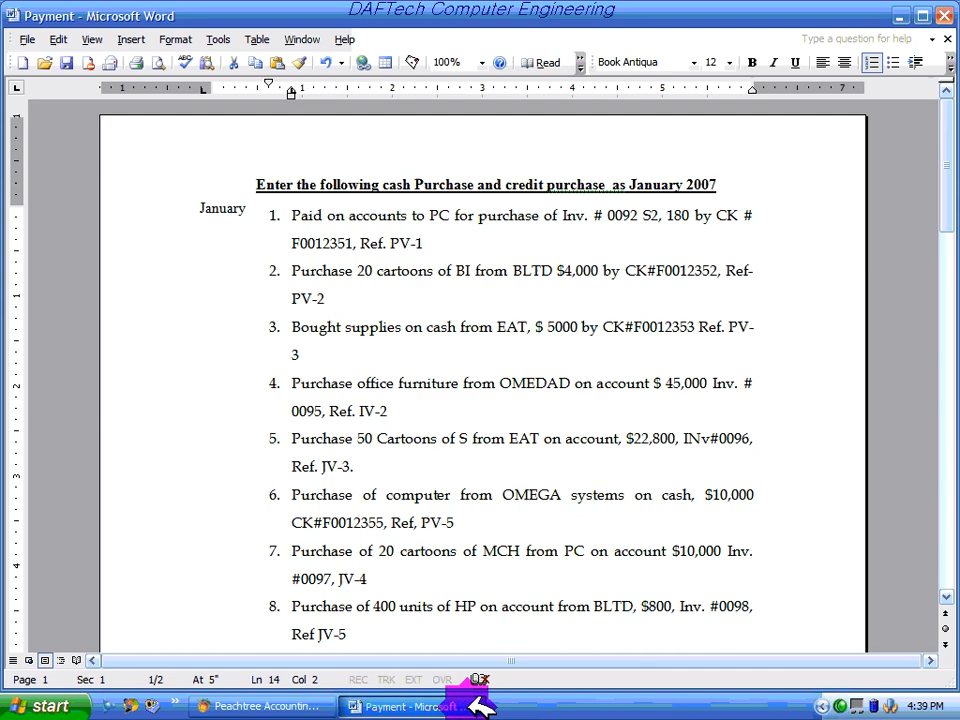 DAFTech Computer Engineering
Payment - Microsoft Word
File Edit View Insert Format Tools Table Window Help Type a question for help
100% Read Book Antiqua 12 B I U
1 1 2 3 4 5 7
Enter the following cash Purchase and credit purchase as January 2007
January
1. Paid on accounts to PC for purchase of Inv. # 0092 S2, 180 by CK #
F0012351, Ref. PV-1
2. Purchase 20 cartoons of BI from BLTD $4,000 by CK#F0012352, Ref-
PV-2
3. Bought supplies on cash from EAT, $ 5000 by CK#F0012353 Ref. PV-
3
4. Purchase office furniture from OMEDAD on account $ 45,000 Inv. #
0095, Ref. IV-2
5. Purchase 50 Cartoons of S from EAT on account, $22,800, INv#0096,
Ref. JV-3.
6. Purchase of computer from OMEGA systems on cash, $10,000
CK#F0012355, Ref, PV-5
7. Purchase of 20 cartoons of MCH from PC on account $10,000 Inv.
#0097, JV-4
8. Purchase of 400 units of HP on account from BLTD, $800, Inv. #0098,
Ref JV-5
Page 1 Sec 1 1/2 At 5" Ln 14 Col 2 REC TRK EXT OVR
start Peachtree Accountin... Payment - Microsoft 4:39 PM